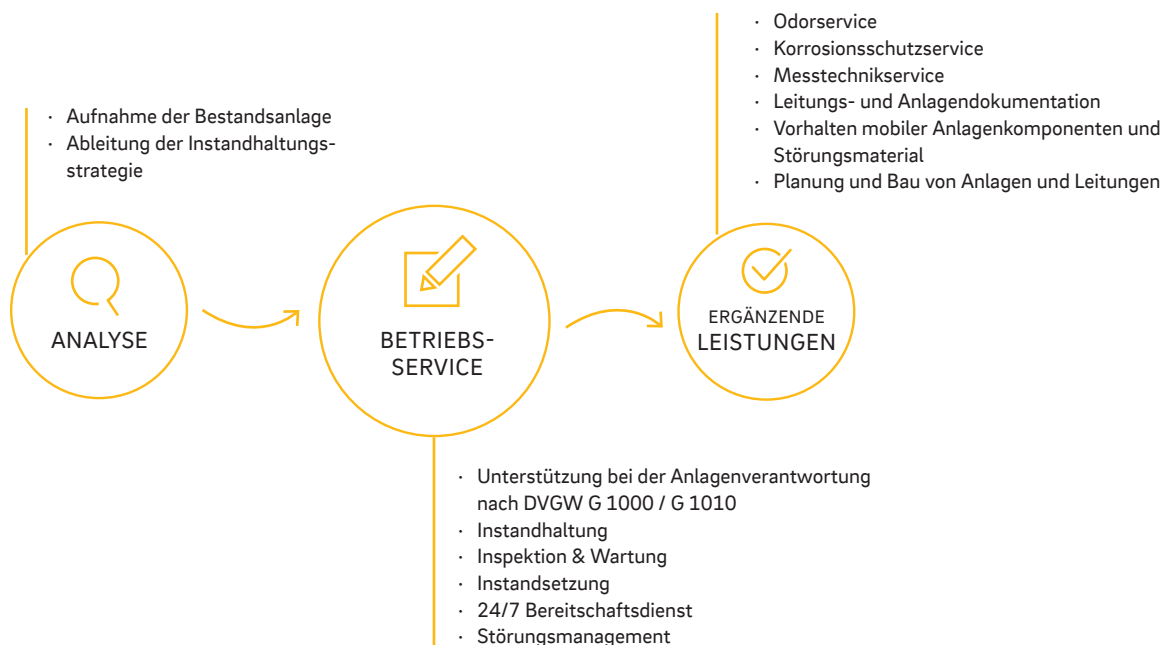 · Aufnahme der Bestandsanlage
· Ableitung der Instandhaltungs-
strategie
ANALYSE
BETRIEBS-
SERVICE
· Unterstützung bei der Anlagenverantwortung
nach DVGW G 1000 / G 1010
· Instandhaltung
· Inspektion & Wartung
· Instandsetzung
· 24/7 Bereitschaftsdienst
· Störungsmanagement
· Odorservice
· Korrosionsschutzservice
· Messtechnikservice
· Leitungs- und Anlagendokumentation
· Vorhalten mobiler Anlagenkomponenten und
Störungsmaterial
· Planung und Bau von Anlagen und Leitungen
ERGÄNZENDE
LEISTUNGEN